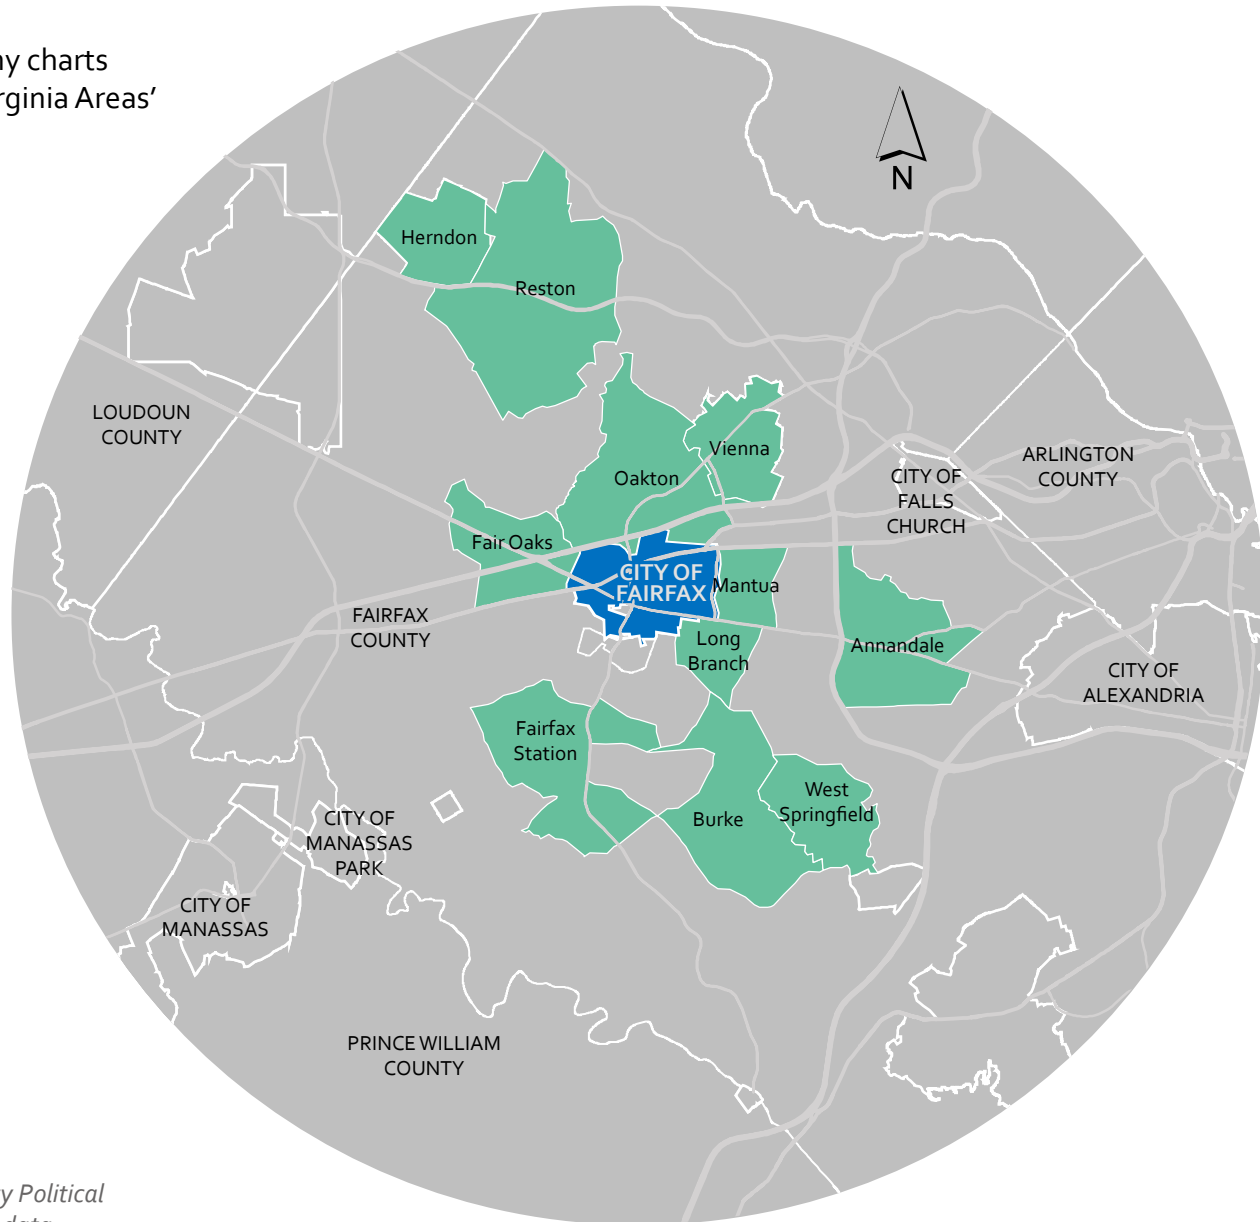 ny charts
rginia Areas'
N
Herndon
Reston
LOUDOUN
COUNTY
Vienna
Oakton
ARLINGTON
COUNTY
CITY OF
FALLS
CHURCH
Fair Oaks
CITY OF
FAIRFAX
Mantua
FAIRFAX
COUNTY
Long
Branch
Annandale
CITY OF
ALEXANDRIA
Fairfax
Station
West
Springfield
Burke
CITY OF
MANASSAS
PARK
CITY OF
MANASSAS
PRINCE WILLIAM
COUNTY
y Political